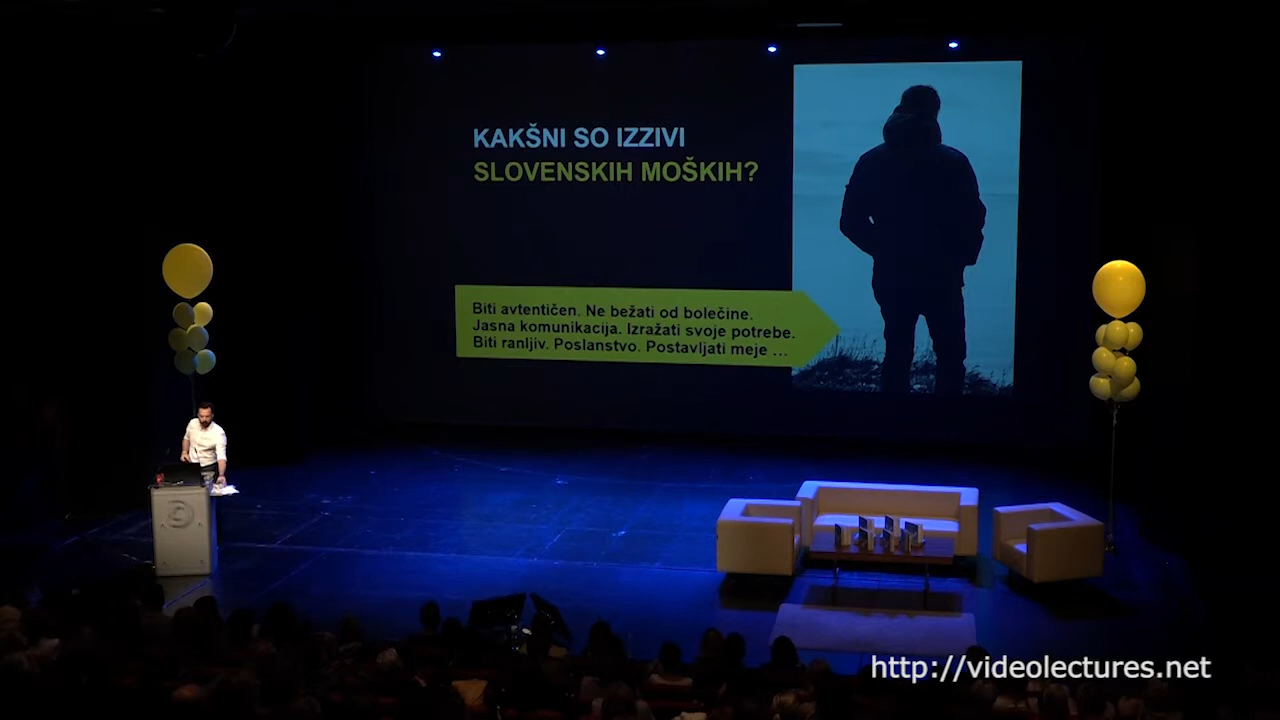 KAKŠNI SO IZZIVI
SLOVENSKIH MOŠKIH?
Biti avtentičen. Ne bežati od bolečine.
Jasna komunikacija. Izražati svoje potrebe.
Biti ranljiv. Poslanstvo. Postavljati meje ...
http://videolectures.net